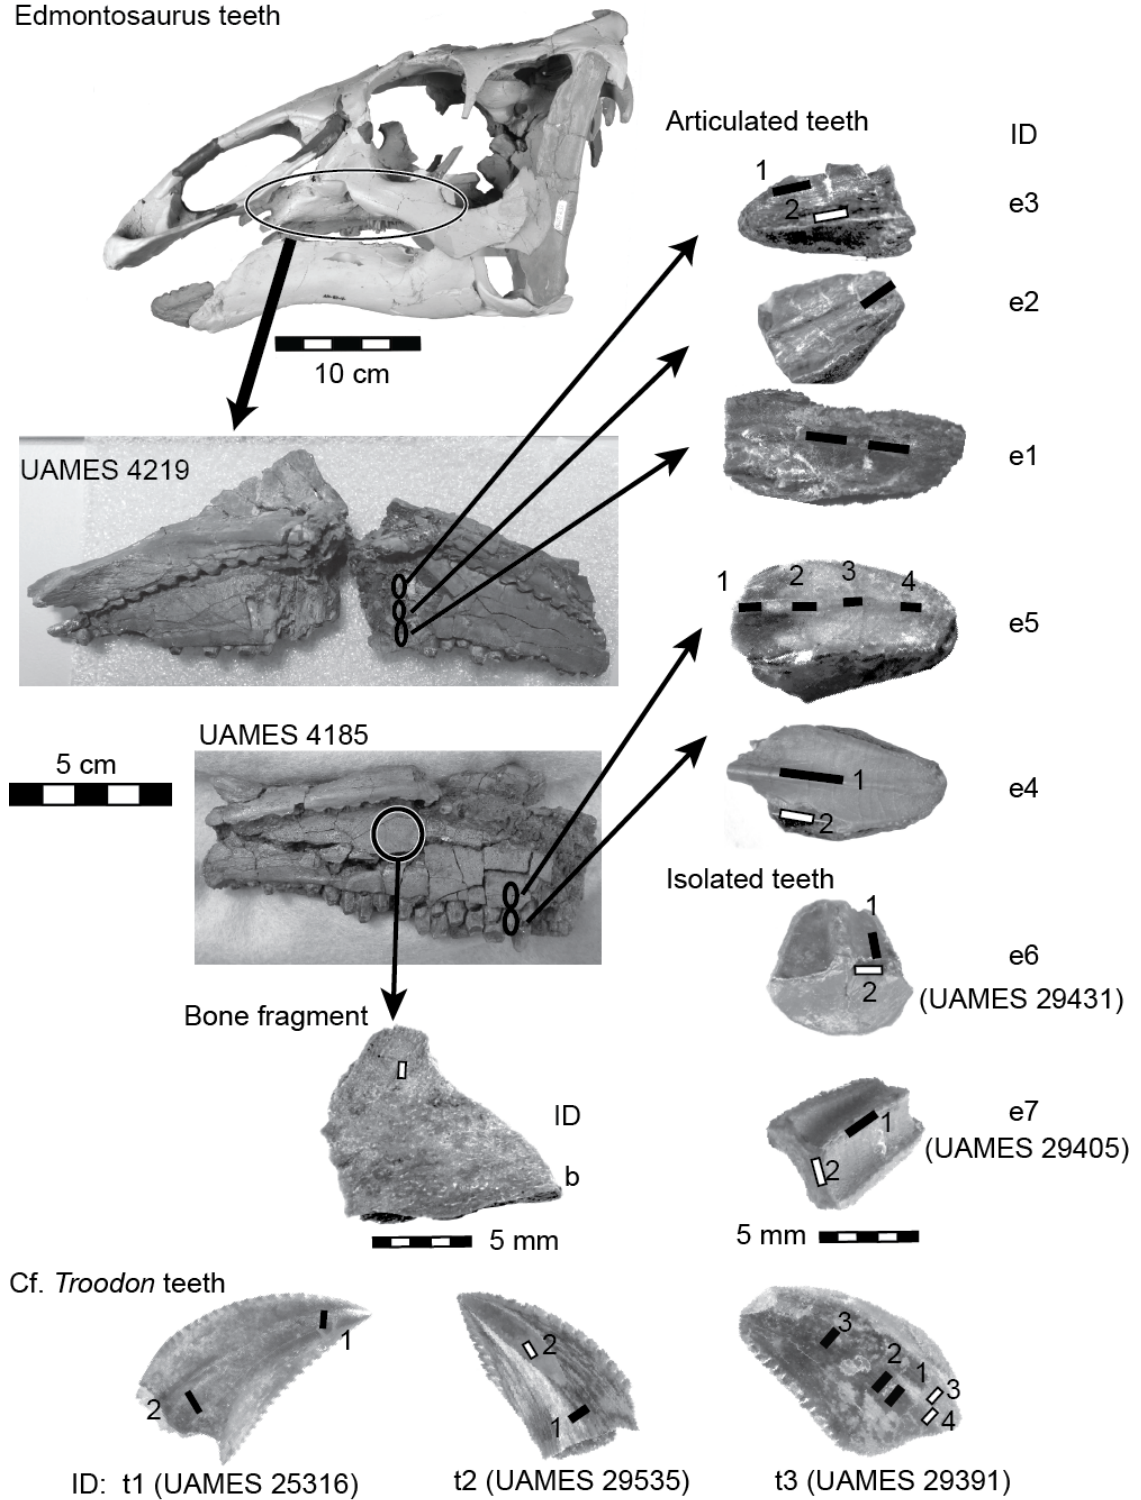 Edmontosaurus teeth
10 cm
UAMES 4219
Articulated teeth
ID
1
2
e3
e2
e1
1 2 3 4
e5
1
2
e4
UAMES 4185
5 cm
Isolated teeth
1
2
e6
(UAMES 29431)
1
2
e7
(UAMES 29405)
5 mm
Bone fragment
ID
b
5 mm
Cf. Troodon teeth
1
2
2
1
3
2
1
3
4
ID: t1 (UAMES 25316)
t2 (UAMES 29535)
t3 (UAMES 29391)